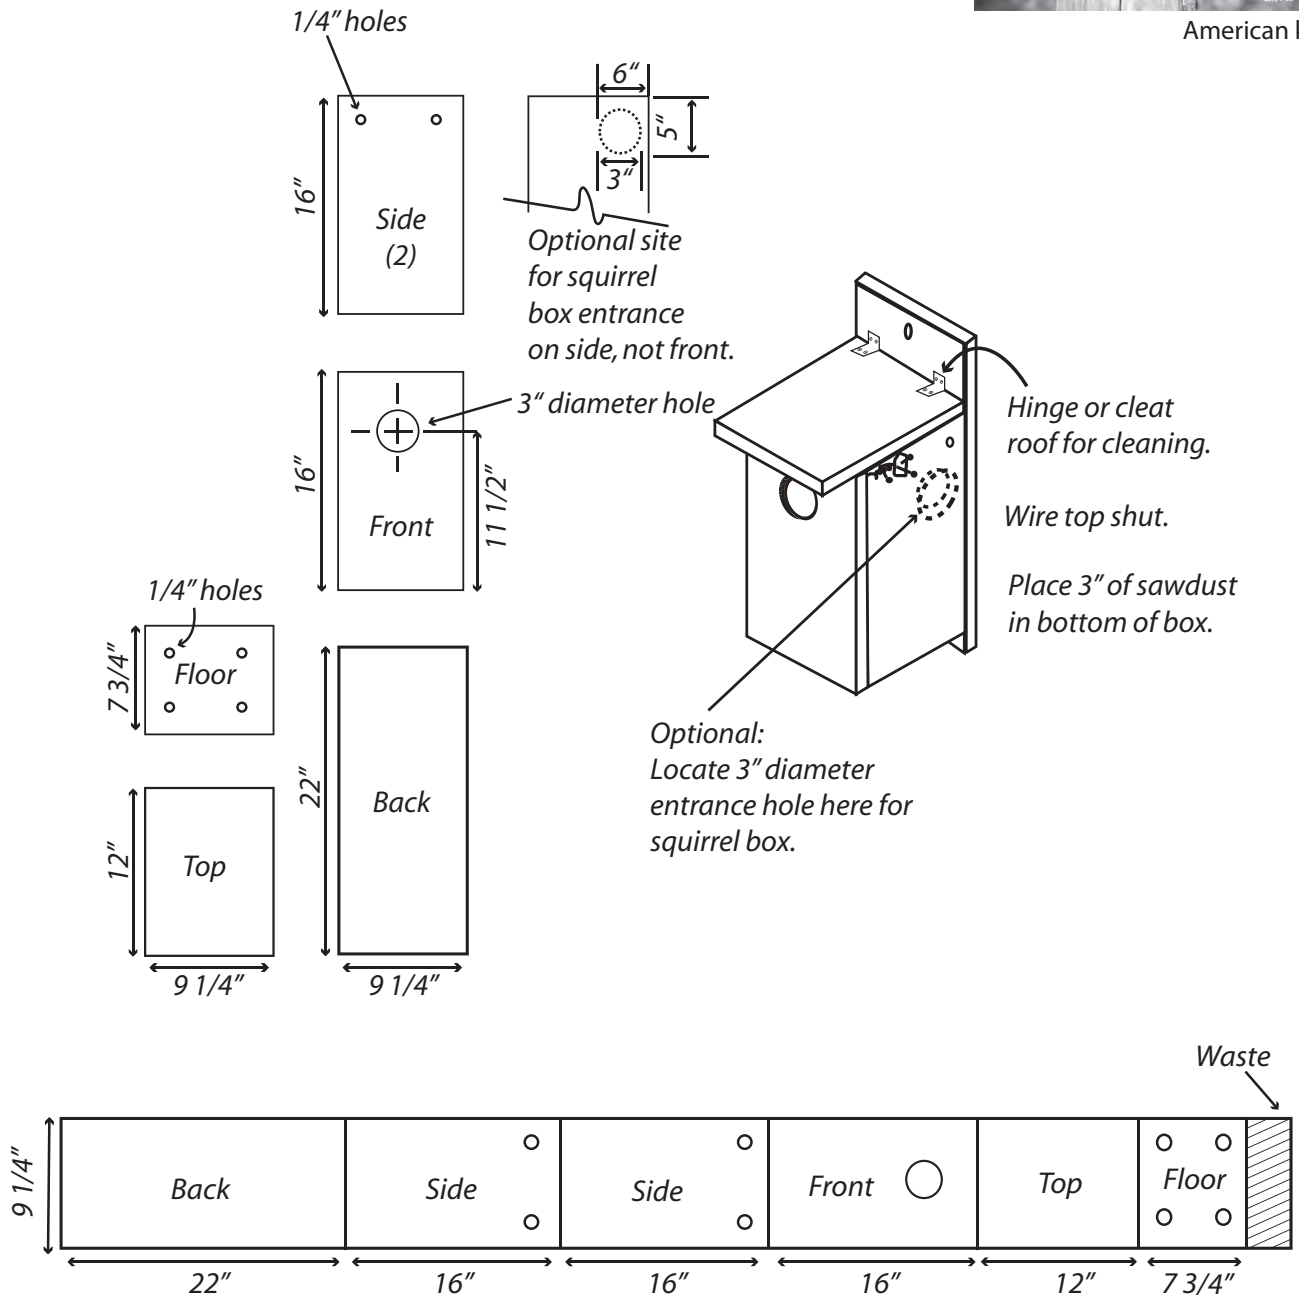 American
1/4” holes
16”
Side
(2)
6“
5”
3“
Optional site
for squirrel
box entrance
on side, not front.
16”
3“ diameter hole
11 1/2”
Front
Hinge or cleat
roof for cleaning.
Wire top shut.
Place 3” of sawdust
in bottom of box.
1/4” holes
7 3/4”
Floor
22”
Back
Optional:
Locate 3” diameter
entrance hole here for
squirrel box.
12”
Top
9 1/4”
9 1/4”
Waste
9 1/4”
Back
Side
Side
Front
Top
Floor
22”
16”
16”
16”
12”
7 3/4”